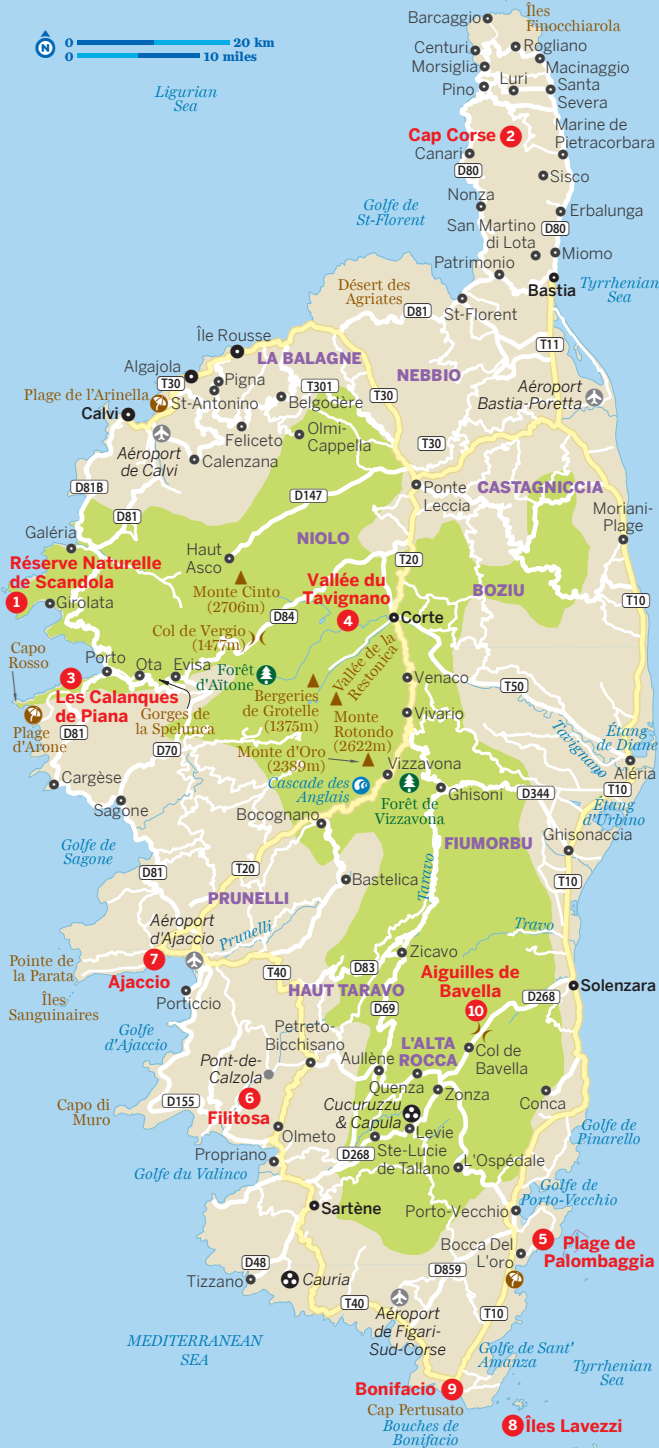 Barcaggio
Îles
Finocchiarola
N
0
20 km
0
10 miles
Centuri
Rogliano
Morsiglia
Macinaggio
Luri
Pino
Santa
Severa
Ligurian
Sea
Cap Corse 2
Marine de
Pietracorbara
Canari
D80
Sisco
Nonza
Golfe de
St-Florent
Erbalunga
San Martino
di Lota
D80
Miomo
Patrimonio
Bastia
Tyrrhenian
Sea
Désert des
Agriates
St-Florent
D81
Île Rousse
T11
LA BALAGNE
Algajola
NEBBIO
T30
Pigna
T301
Aéroport
Bastia-Poretta
Plage de l'Arinella
St-Antonino
Belgodère
T30
Calvi
Feliceto
Olmi-
Cappella
T30
Aéroport
de Calvi
Calenzana
D81B
Ponte
Leccia
CASTAGNICCIA
D147
D81
Moriani-
Plage
Galéria
NIOLO
Haut
Asco
T20
Réserve Naturelle
de Scandola
1
Vallée du
Tavignano
4
BOZIU
Monte Cinto
(2706m)
Girolata
T10
D84
Corte
Col de Vergio
(1477m)
Capo
Rosso
Porto
Ota
Evisa
Forêt
d'Aïtone
Vallée de la
Restonica
Venaco
3
Les Calanques
de Piana
T50
Bergeries
de Grotelle
(1375m)
Gorges de
la Spelunca
Monte
Rotondo
(2622m)
Vivario
Plage
d'Arone
D81
D70
Tavignano
Étang
de Diane
Monte d'Oro
(2389m)
Vizzavona
Aléria
Cargèse
Cascade des
Anglais
T10
Forêt de
Vizzavona
Ghisoni
D344
Étang
d'Urbino
Sagone
Bocognano
Golfe de
Sagone
FIUMORBU
Ghisonaccia
T20
D81
Bastelica
Taravo
T10
PRUNELLI
Aéroport
d'Ajaccio
Prunelli
Travo
Pointe de
la Parata
7
Ajaccio
Zicavo
T40
D83
Aiguilles de
Bavella
10
Îles
Sanguinaires
Porticcio
HAUT TARAVO
Solenzara
D268
D69
Golfe
d'Ajaccio
Petreto-
Bicchisano
L'ALTA
ROCCA
Pont-de-
Calzola
Aullène
Col de
Bavella
Quenza
Zonza
6
Filitosa
D155
Cucuruzzu
& Capula
Conca
Capo di
Muro
Olmeto
Levie
Golfe de
Pinarello
Propriano
D268
Ste-Lucie
de Tallano
L'Ospédale
Golfe du Valinco
Golfe de
Porto-Vecchio
Sartène
Porto-Vecchio
5 Plage de
Palombaggia
Bocca Del
L'oro
D48
D859
Tizzano
Cauria
T40
Aéroport
de Figari-
Sud-Corse
T10
MEDITERRANEAN
SEA
Golfe de Sant'
Amanza
Tyrrhenian
Sea
Bonifacio 9
Cap Pertusato
Bouches de
Bonifacio
8 Îles Lavezzi